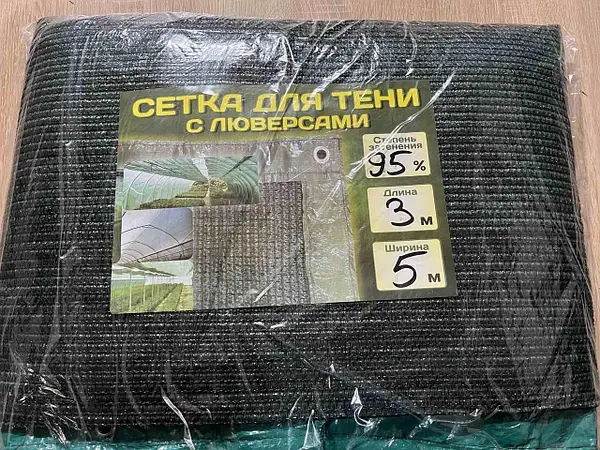 СЕТКА ДЛЯ ТЕНИ
С ЛЮВЕРСАМИ
Степень
затенения
95 %
Длина
3 м
Ширина
5 м